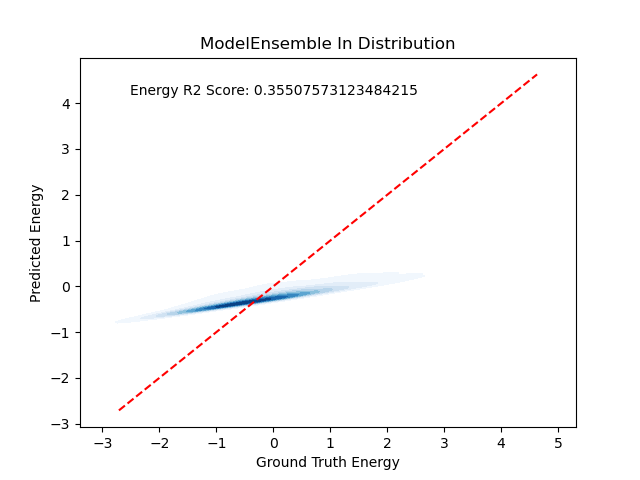 ModelEnsemble In Distribution
Energy R2 Score: 0.35507573123484215
Predicted Energy
4
3
2
1
0
−1
−2
−3
−3 −2 −1 0 1 2 3 4 5
Ground Truth Energy